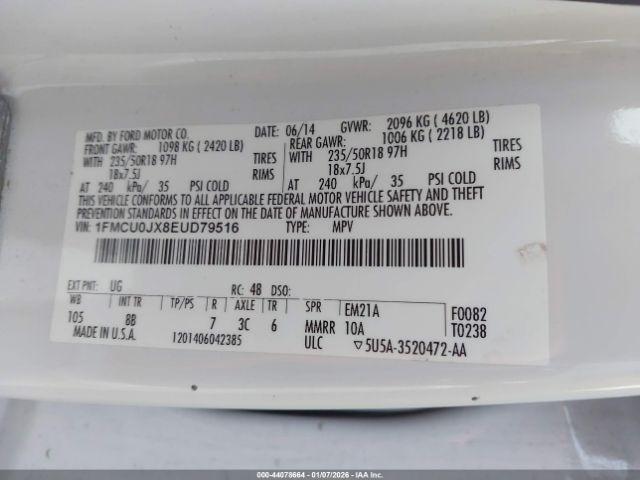 MFD. BY FORD MOTOR CO. DATE: 06/14 GVWR: 2096 KG ( 4620 LB)
FRONT GAWR: 1098 KG ( 2420 LB) REAR GAWR: 1006 KG ( 2218 LB)
WITH 235/50R18 97H TIRES WITH 235/50R18 97H TIRES
18x7.5J RIMS 18x7.5J RIMS
AT 240 kPa/ 35 PSI COLD AT 240 kPa/ 35 PSI COLD
THIS VEHICLE CONFORMS TO ALL APPLICABLE FEDERAL MOTOR VEHICLE SAFETY AND THEFT
PREVENTION STANDARDS IN EFFECT ON THE DATE OF MANUFACTURE SHOWN ABOVE.
VIN: 1FMCU0JX8EUD79516 TYPE: MPV
EXT PNT: UG RC: 48 DSO:
WB INT TR TP/PS R AXLE TR SPR EM21A F0082
105 8B 7 3C 6 MMRR 10A T0238
MADE IN U.S.A. 1201406042385 ULC ▽5U5A-3520472-AA
000-44078664 | 01/07/2026 - IAA Inc.